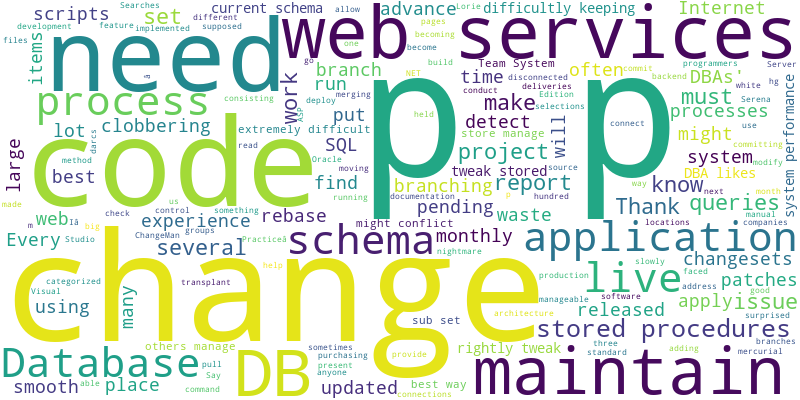 scripts
development
feature
Searches
different
implemented
supposed
set
current schema
files
allow
advance
pages
becoming
become
Lorie
difficultly keeping
Internet
commit
programmers
backend
items
need
web services
go
one
build
Team System
disconnected
deliveries
often
DBAs'
Server
process
consisting
a
branch
run
NET
merging
deploy
time
make
conduct
Edition
selections
must
white
hg
Serena
lot
clobbering
work
put
p p
code
extremely difficult
held
store manage
connect
processes
use
committing
modify
large
darcs
method
read
SQL
Oracle
moving
ASP
detect
project
source
will
might
system
best
us
something
find
running
tweak stored
branching
report
DBA likes
way
know
next
month
system performance
made
check
control
experience
rebase
documentation
P
pending
hundred
waste
Thank
queries
manual
companies
web
m
Iâ
big
ChangeMan
groups
Practiceâ
schema
might conflict
monthly
application
locations
Every
Studio
several
nightmare
changesets
faced
Visual
categorized
many
using
change
transplant
help
architecture
production
manageable
software
slowly
live
address
good
patches
surprised
released
apply
issue
stored procedures
three
standard
branches
mercurial
adding
sub set
provide
Database
others manage
pull
Say
DB
sometimes
purchasing
present
anyone
rightly tweak
best way
connections
maintain
smooth
able
place
command
updated